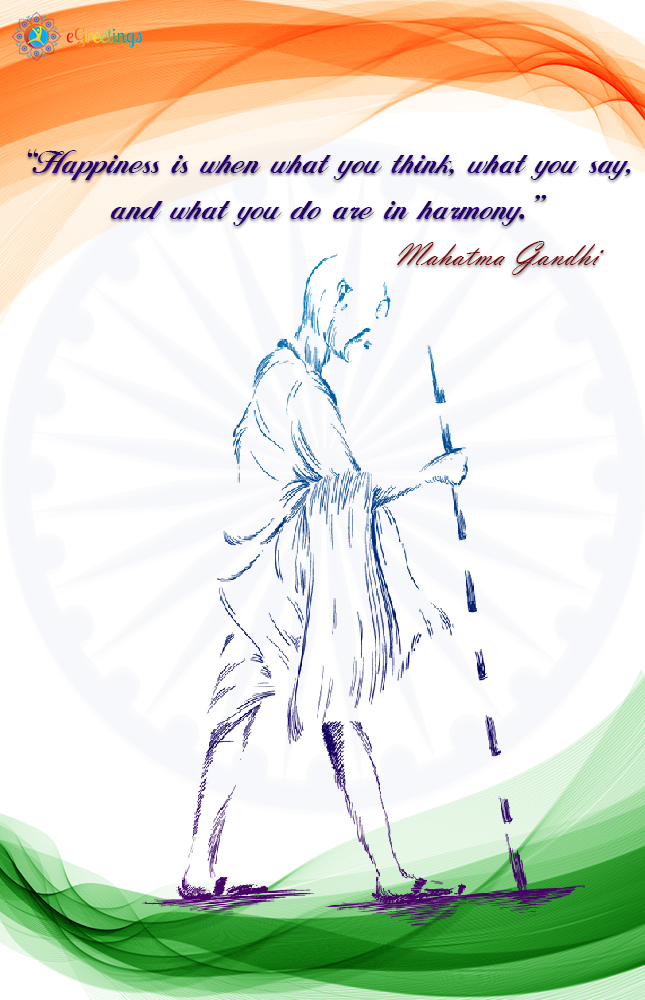 eGreetings
“Happiness is when what you think, what you say,
and what you do are in harmony.”
Mahatma Gandhi